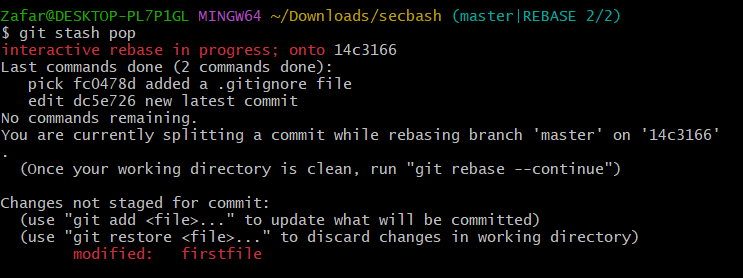 Zafar@DESKTOP-PL7P1GL MINGW64 ~/Downloads/secbash (master|REBASE 2/2)
$ git stash pop
interactive rebase in progress; onto 14c3166
Last commands done (2 commands done):
   pick fc0478d added a .gitignore file
   edit dc5e726 new latest commit
No commands remaining.
You are currently splitting a commit while rebasing branch 'master' on '14c3166'
.
  (Once your working directory is clean, run "git rebase --continue")

Changes not staged for commit:
  (use "git add <file>..." to update what will be committed)
  (use "git restore <file>..." to discard changes in working directory)
        modified:   firstfile